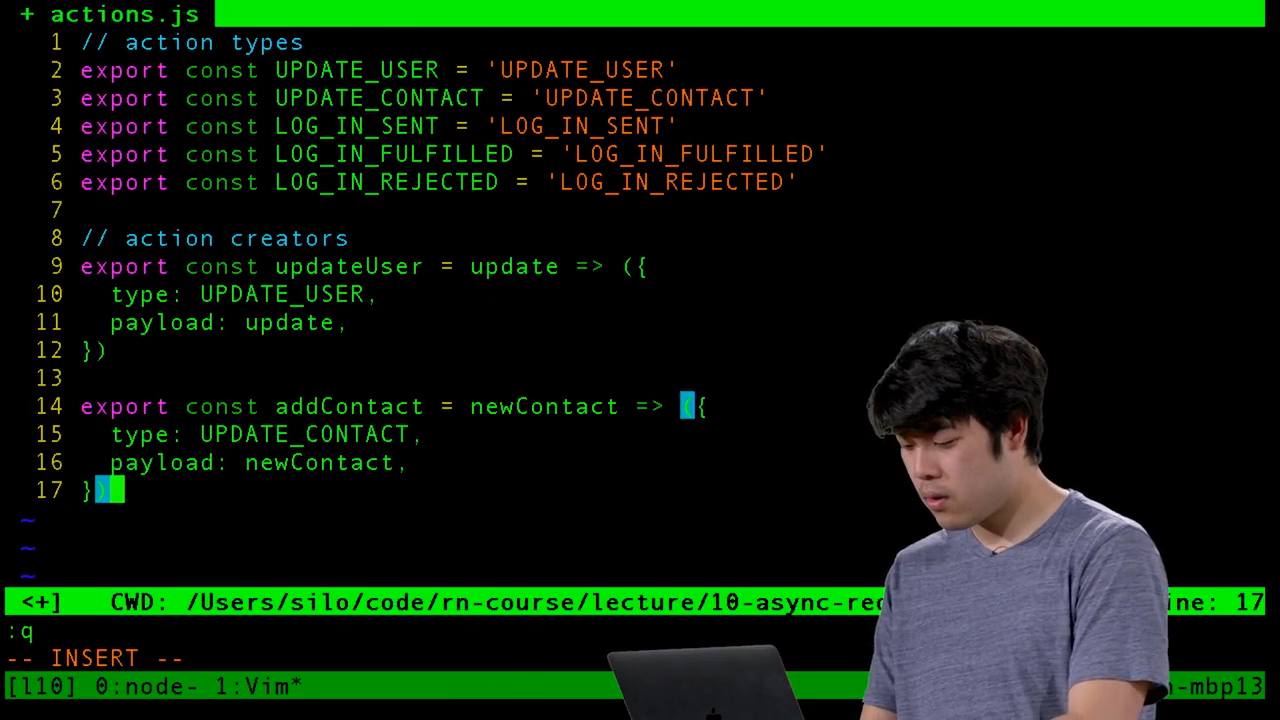 + actions.js
1 // action types
2 export const UPDATE_USER = 'UPDATE_USER'
3 export const UPDATE_CONTACT = 'UPDATE_CONTACT'
4 export const LOG_IN_SENT = 'LOG_IN_SENT'
5 export const LOG_IN_FULFILLED = 'LOG_IN_FULFILLED'
6 export const LOG_IN_REJECTED = 'LOG_IN_REJECTED'
7
8 // action creators
9 export const updateUser = update => ({
10   type: UPDATE_USER,
11   payload: update,
12 })
13
14 export const addContact = newContact => ({
15   type: UPDATE_CONTACT,
16   payload: newContact,
17 })
~
~
~
<+] CWD: /Users/silo/code/rn-course/lecture/10-async- 17
:q
-- INSERT --
[l10] 0:node- 1:Vim* -mbp13